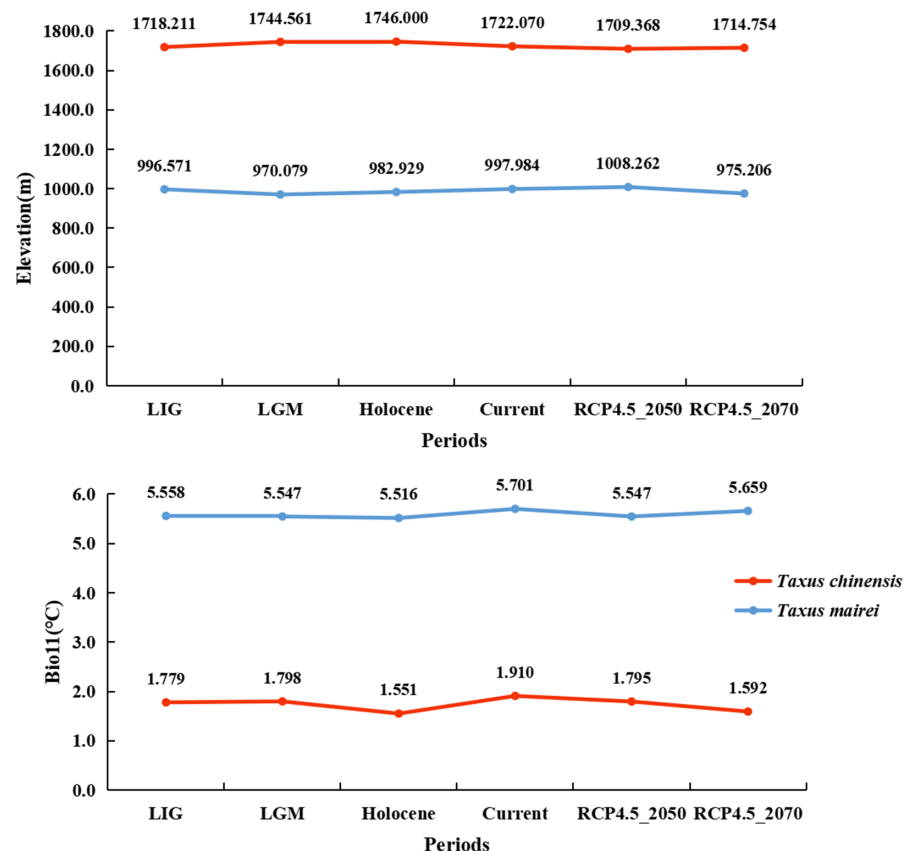 1718.211 1744.561 1746.000 1722.070 1709.368 1714.754
1800.0
1600.0
1400.0
1200.0
996.571 970.079 982.929 997.984 1008.262 975.206
1000.0
800.0
600.0
400.0
200.0
0.0
Elevation(m)
LIG LGM Holocene Current RCP4.5_2050 RCP4.5_2070
Periods
5.558 5.547 5.516 5.701 5.547 5.659
6.0
5.0
4.0
3.0
2.0
1.0
0.0
Bio11(℃)
Taxus chinensis
Taxus mairei
1.779 1.798 1.551 1.910 1.795 1.592
LIG LGM Holocene Current RCP4.5_2050 RCP4.5_2070
Periods